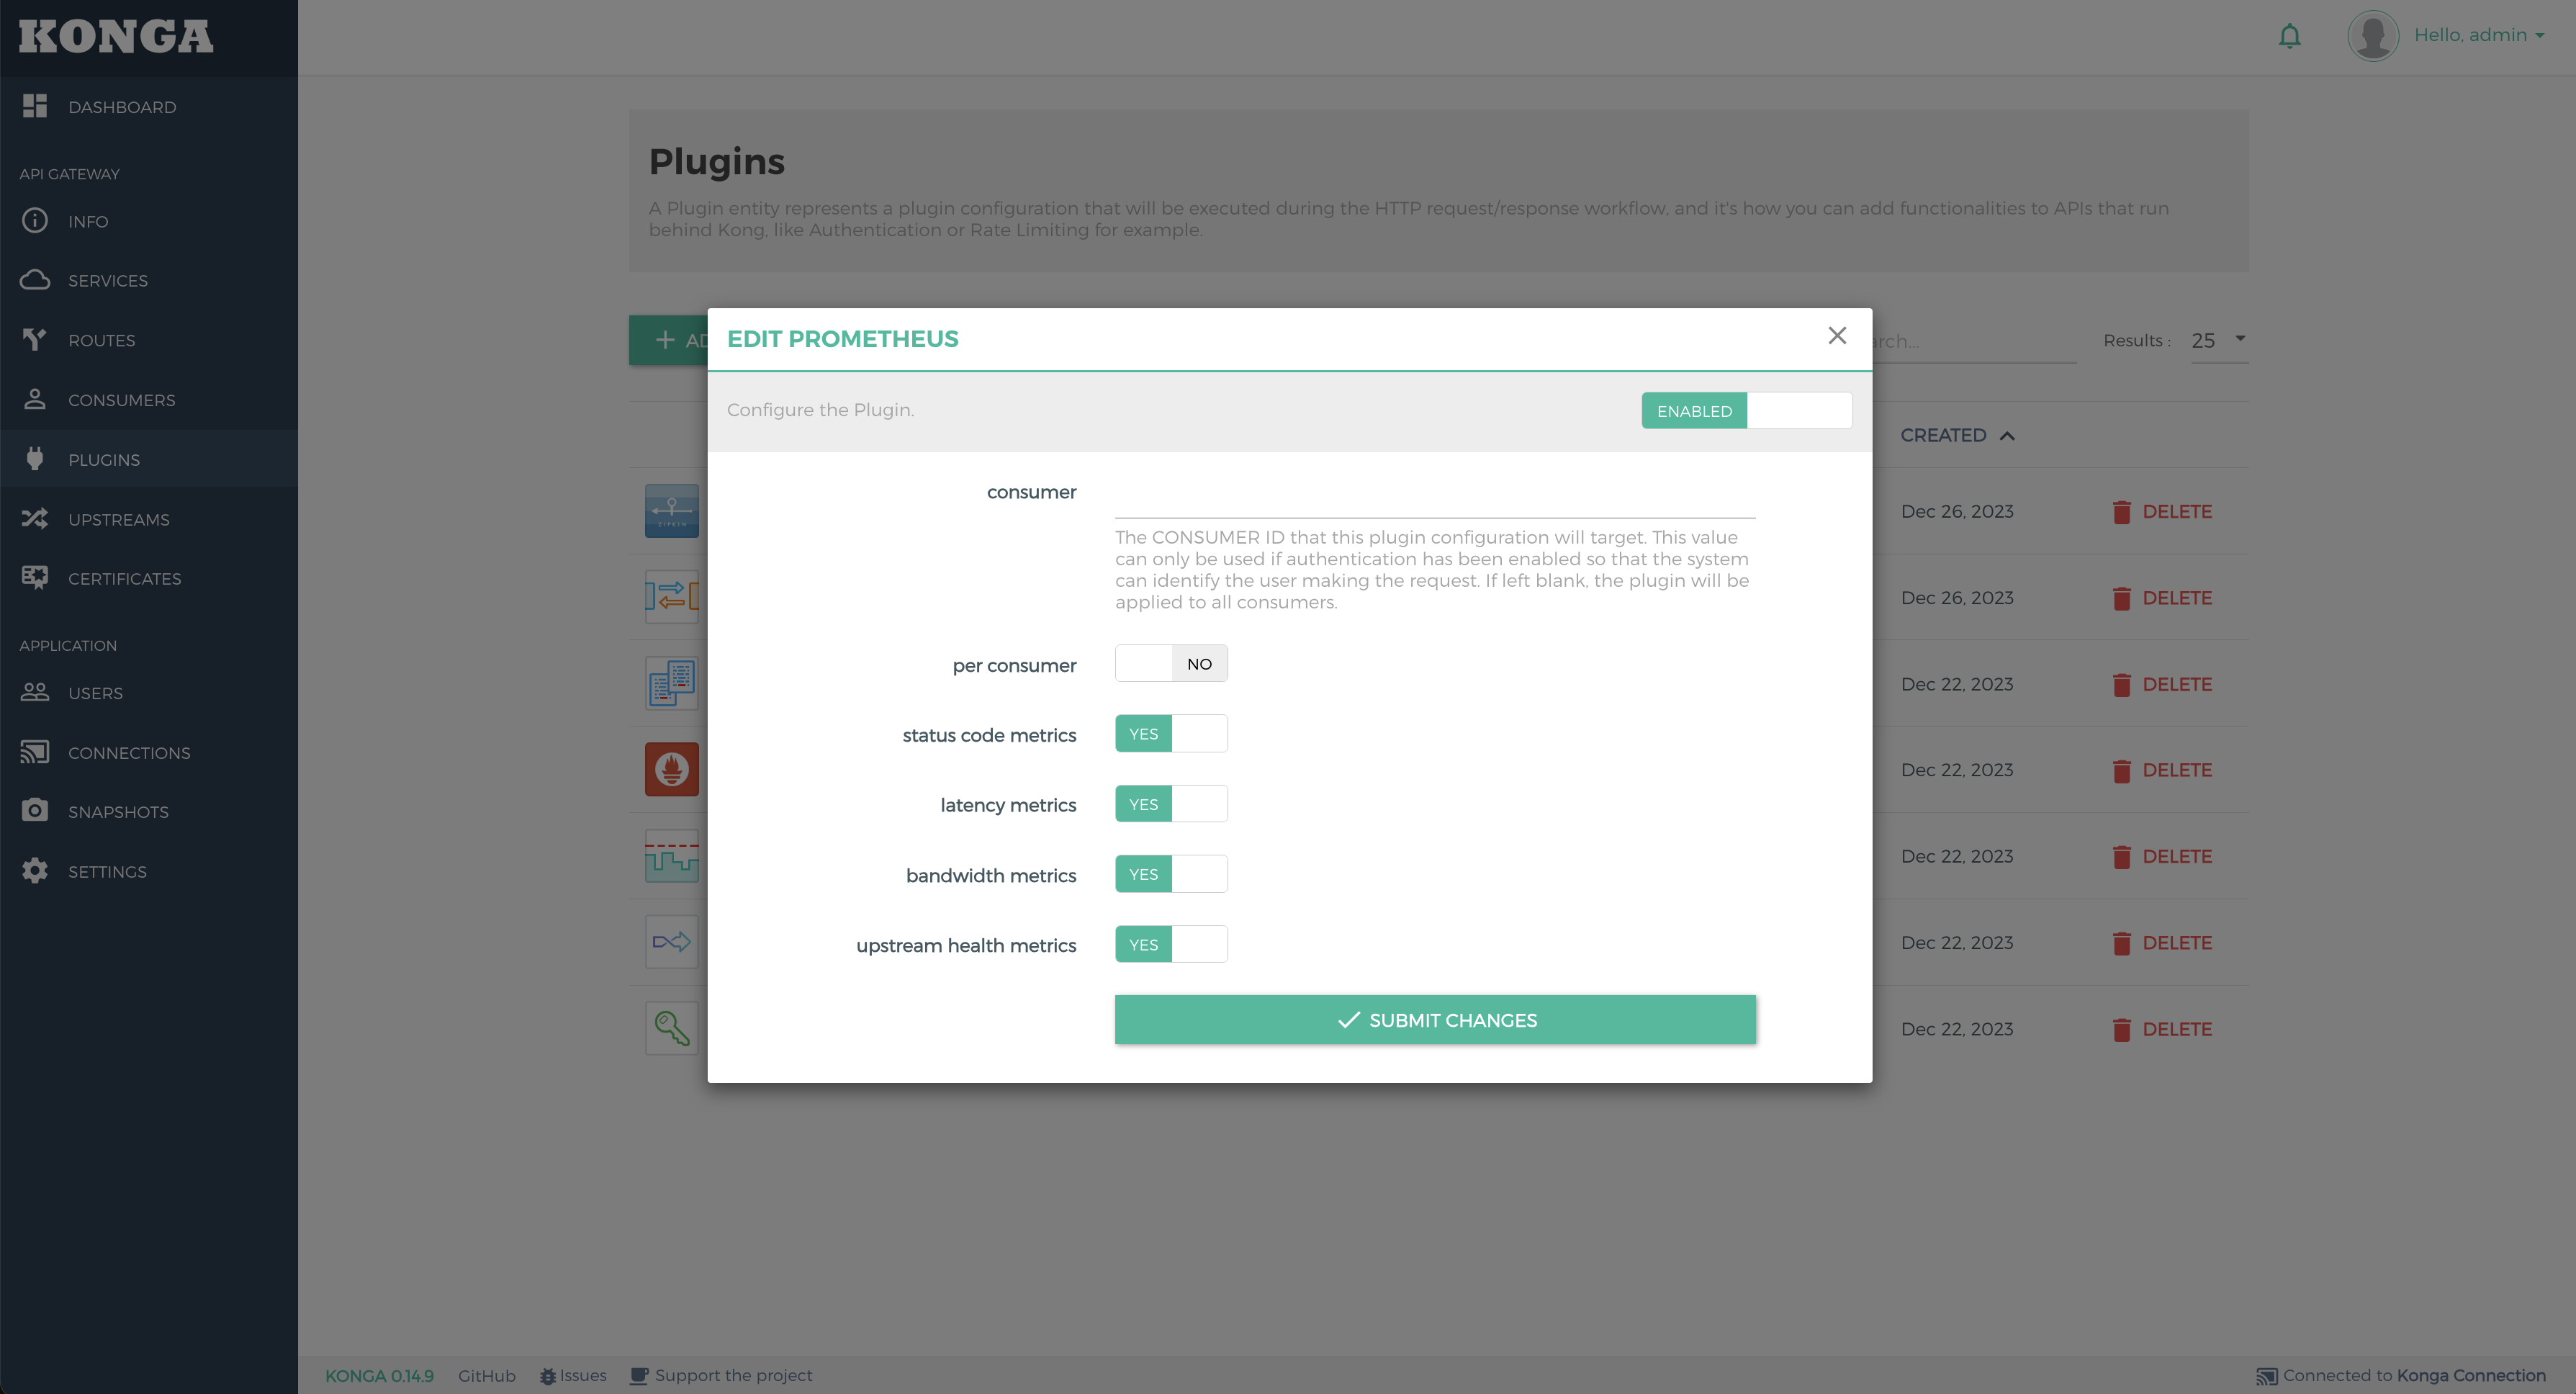 KONGA
Hello, admin
DASHBOARD
API GATEWAY
INFO
SERVICES
ROUTES
CONSUMERS
PLUGINS
UPSTREAMS
CERTIFICATES
APPLICATION
USERS
CONNECTIONS
SNAPSHOTS
SETTINGS
Plugins
A Plugin entity represents a plugin configuration that will be executed during the HTTP request/response workflow, and it's how you can add functionalities to APIs that run
behind Kong, like Authentication or Rate Limiting for example.
Results : 25
EDIT PROMETHEUS
Configure the Plugin.
ENABLED
consumer
The CONSUMER ID that this plugin configuration will target. This value
can only be used if authentication has been enabled so that the system
can identify the user making the request. If left blank, the plugin will be
applied to all consumers.
per consumer NO
status code metrics YES
latency metrics YES
bandwidth metrics YES
upstream health metrics YES
SUBMIT CHANGES
CREATED
ZIPKIN
Dec 26, 2023 DELETE
Dec 26, 2023 DELETE
Dec 22, 2023 DELETE
Dec 22, 2023 DELETE
Dec 22, 2023 DELETE
Dec 22, 2023 DELETE
Dec 22, 2023 DELETE
KONGA 0.14.9 GitHub Issues Support the project
Connected to Konga Connection